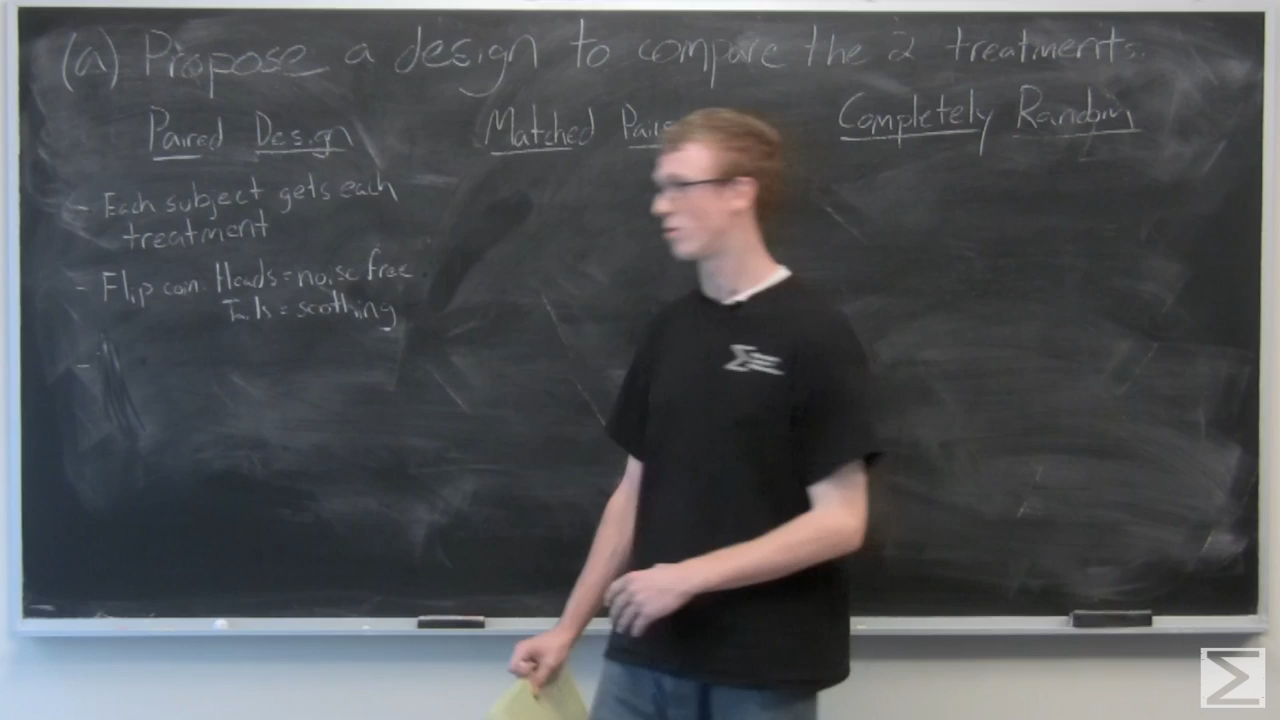 (a) Propose a design to compare the 2 treatments.
Paired Design
Matched Pairs
Completely Random
- Each subject gets each
treatment
- Flip coin: Heads = noise free
Tails = soothing
-
Σ